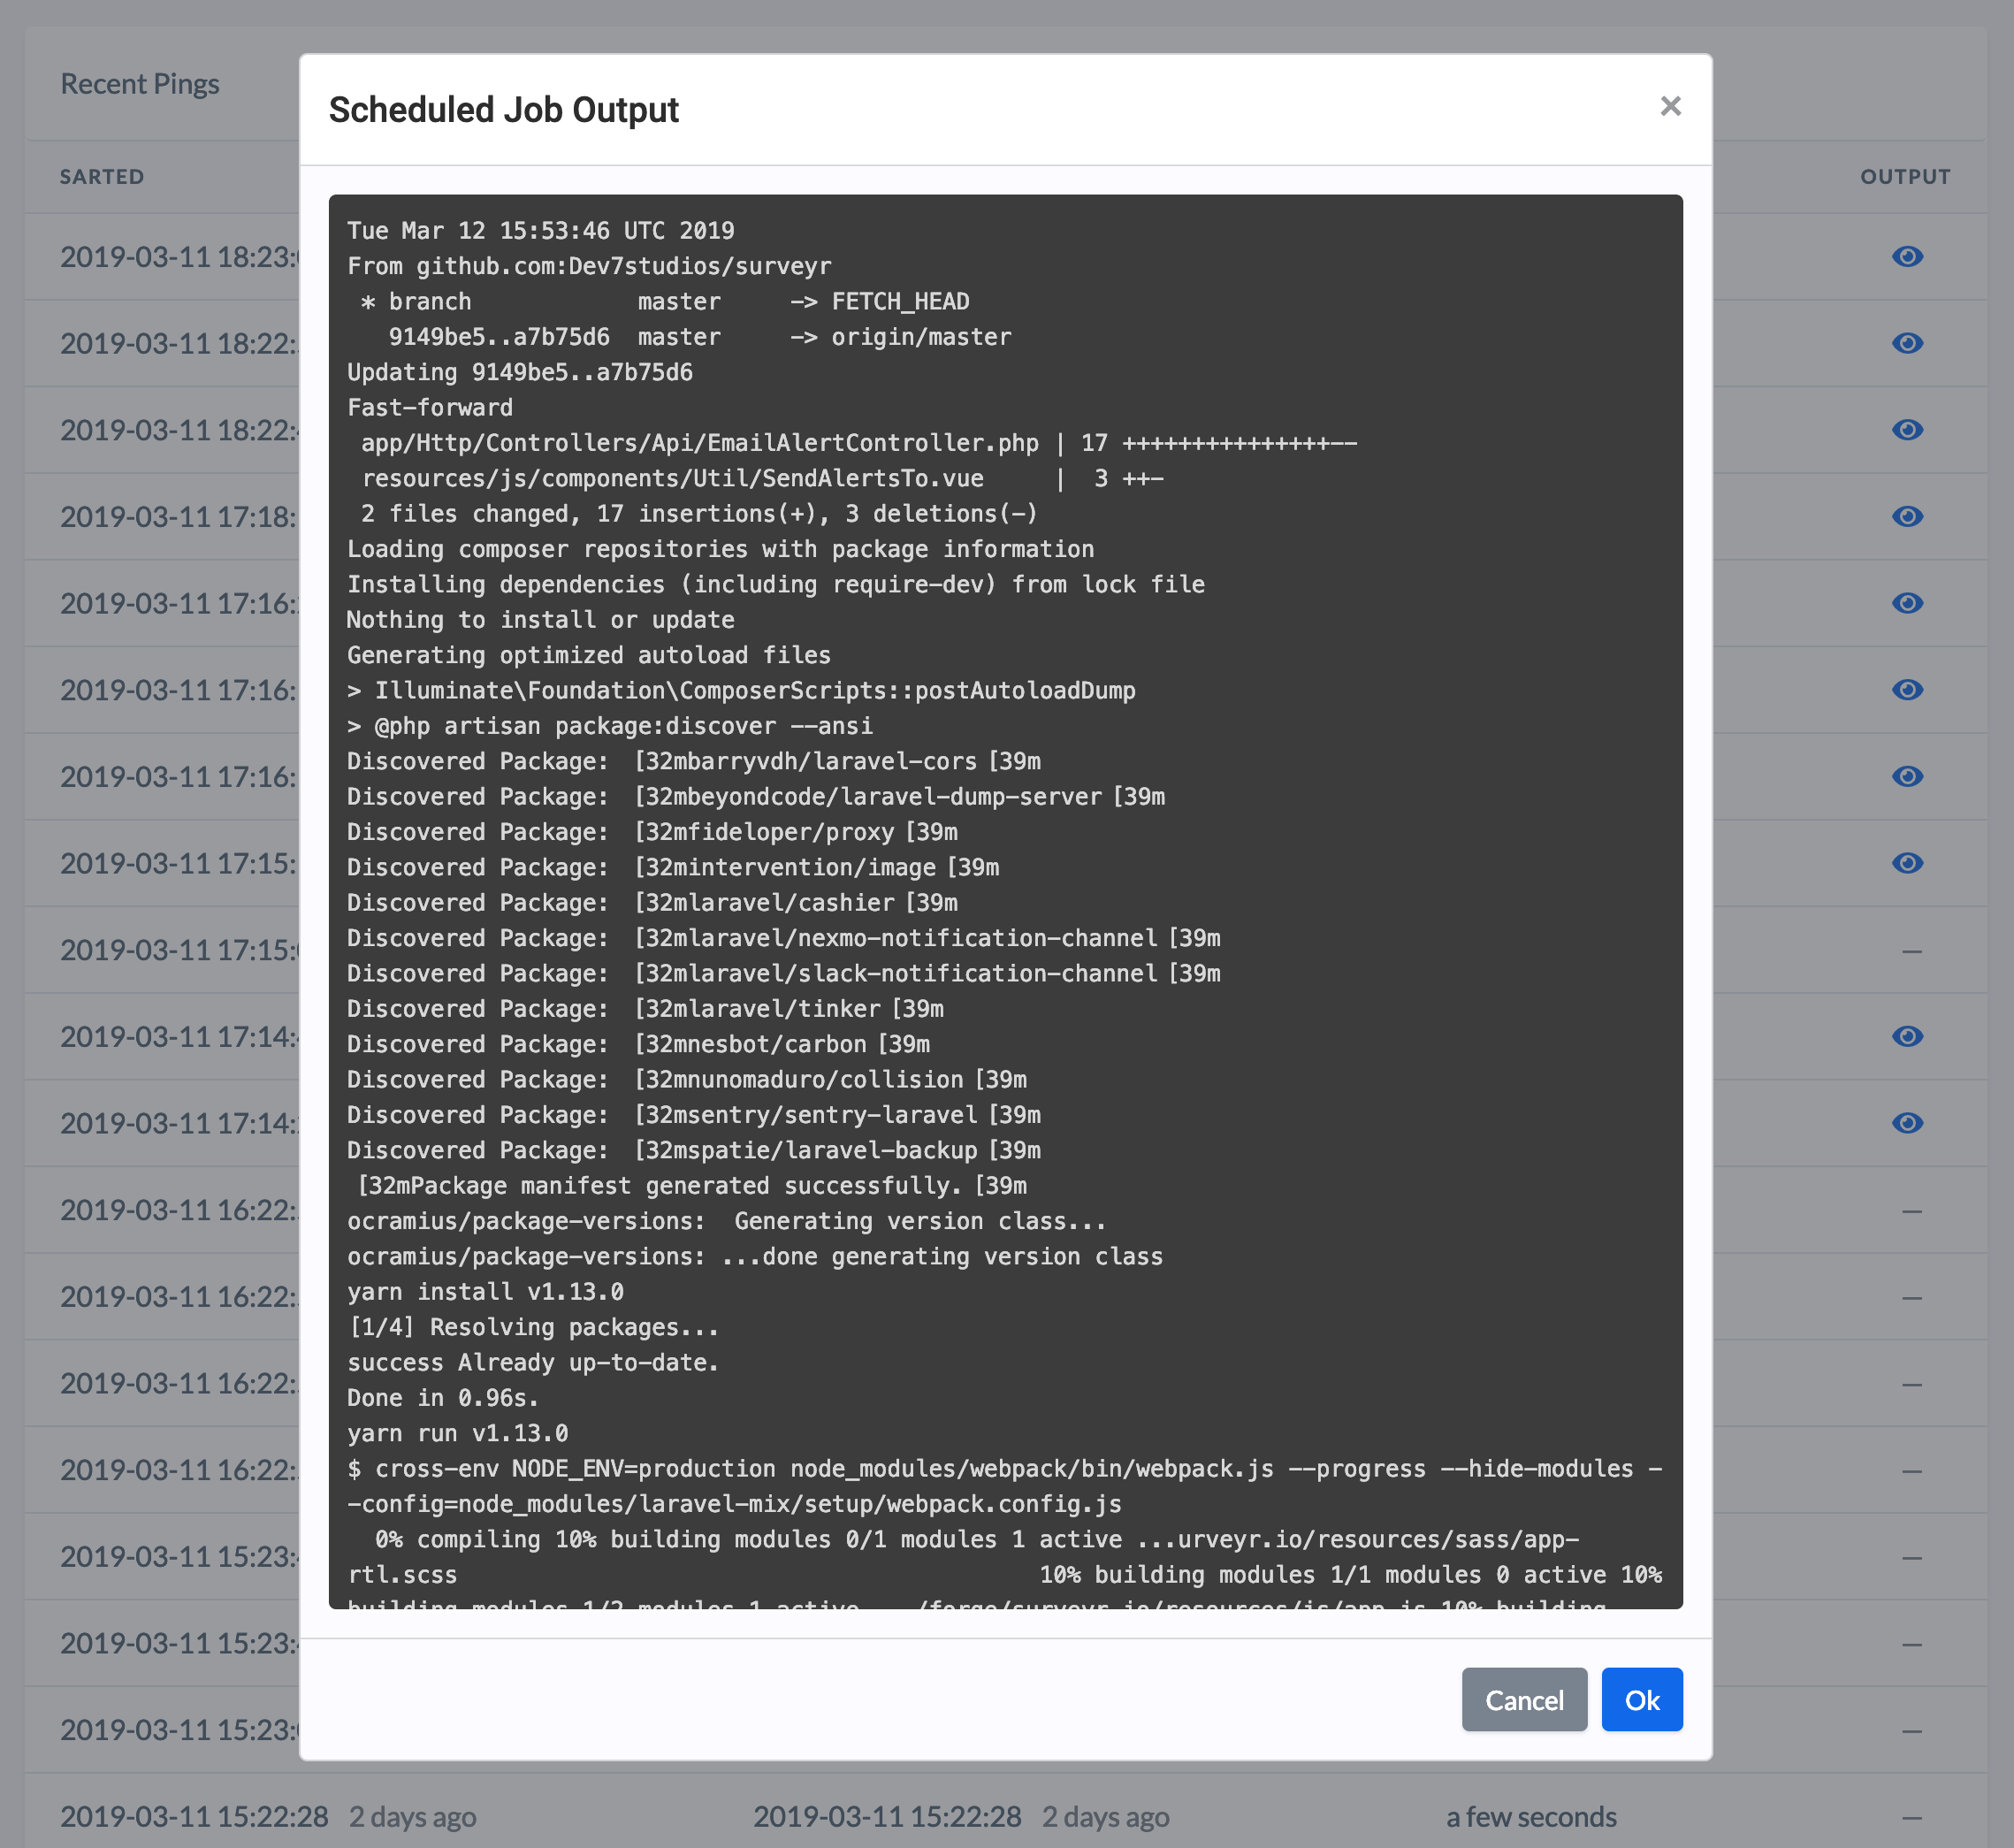 Recent Pings
SARTED
OUTPUT
2019-03-11 18:23:
2019-03-11 18:22:
2019-03-11 18:22:
2019-03-11 17:18:
2019-03-11 17:16:
2019-03-11 17:16:
2019-03-11 17:16:
2019-03-11 17:15:
2019-03-11 17:15:
—
2019-03-11 17:14:
2019-03-11 17:14:
2019-03-11 16:22:
—
2019-03-11 16:22:
—
2019-03-11 16:22:
—
2019-03-11 16:22:
—
2019-03-11 15:23:
—
2019-03-11 15:23:
—
2019-03-11 15:23:
—
2019-03-11 15:22:28 2 days ago 2019-03-11 15:22:28 2 days ago a few seconds —
Scheduled Job Output ×
Tue Mar 12 15:53:46 UTC 2019
From github.com:Dev7studios/surveyr
 * branch            master     -> FETCH_HEAD
   9149be5..a7b75d6  master     -> origin/master
Updating 9149be5..a7b75d6
Fast-forward
 app/Http/Controllers/Api/EmailAlertController.php | 17 +++++++++++++++--
 resources/js/components/Util/SendAlertsTo.vue     |  3 ++-
 2 files changed, 17 insertions(+), 3 deletions(-)
Loading composer repositories with package information
Installing dependencies (including require-dev) from lock file
Nothing to install or update
Generating optimized autoload files
> Illuminate\Foundation\ComposerScripts::postAutoloadDump
> @php artisan package:discover --ansi
Discovered Package:  [32mbarryvdh/laravel-cors [39m
Discovered Package:  [32mbeyondcode/laravel-dump-server [39m
Discovered Package:  [32mfideloper/proxy [39m
Discovered Package:  [32mintervention/image [39m
Discovered Package:  [32mlaravel/cashier [39m
Discovered Package:  [32mlaravel/nexmo-notification-channel [39m
Discovered Package:  [32mlaravel/slack-notification-channel [39m
Discovered Package:  [32mlaravel/tinker [39m
Discovered Package:  [32mnesbot/carbon [39m
Discovered Package:  [32mnunomaduro/collision [39m
Discovered Package:  [32msentry/sentry-laravel [39m
Discovered Package:  [32mspatie/laravel-backup [39m
 [32mPackage manifest generated successfully. [39m
ocramius/package-versions:  Generating version class...
ocramius/package-versions: ...done generating version class
yarn install v1.13.0
[1/4] Resolving packages...
success Already up-to-date.
Done in 0.96s.
yarn run v1.13.0
$ cross-env NODE_ENV=production node_modules/webpack/bin/webpack.js --progress --hide-modules -
-config=node_modules/laravel-mix/setup/webpack.config.js
  0% compiling 10% building modules 0/1 modules 1 active ...urveyr.io/resources/sass/app-
rtl.scss                                          10% building modules 1/1 modules 0 active 10%
building modules 1/2 modules 1 active ... /forge/surveyr.io/resources/js/app.js 10% building
Cancel
Ok